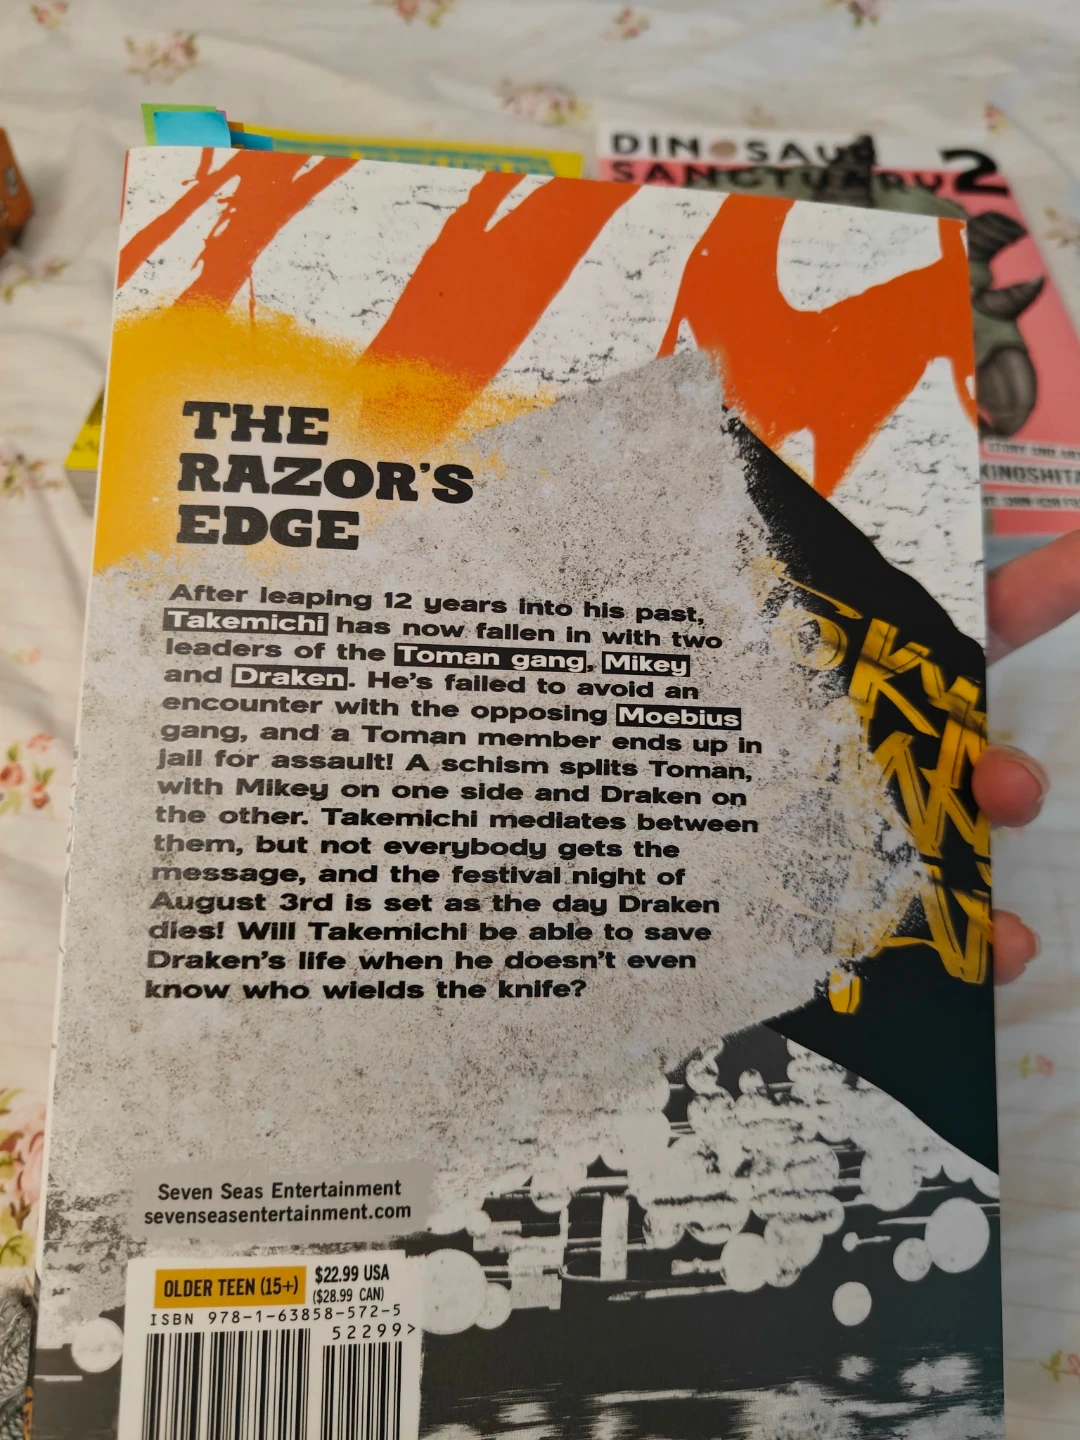 DINOSAUR
SANCTUARY 2
STORY AND ART
KINOSHITA
THE
RAZOR'S
EDGE
After leaping 12 years into his past,
Takemichi has now fallen in with two
leaders of the Toman gang, Mikey
and Draken. He's failed to avoid an
encounter with the opposing Moebius
gang, and a Toman member ends up in
jail for assault! A schism splits Toman,
with Mikey on one side and Draken on
the other. Takemichi mediates between
them, but not everybody gets the
message, and the festival night of
August 3rd is set as the day Draken
dies! Will Takemichi be able to save
Draken's life when he doesn't even
know who wields the knife?
Seven Seas Entertainment
sevenseasentertainment.com
OLDER TEEN (15+)
$22.99 USA
($28.99 CAN)
ISBN 978-1-63858-572-5
52299>